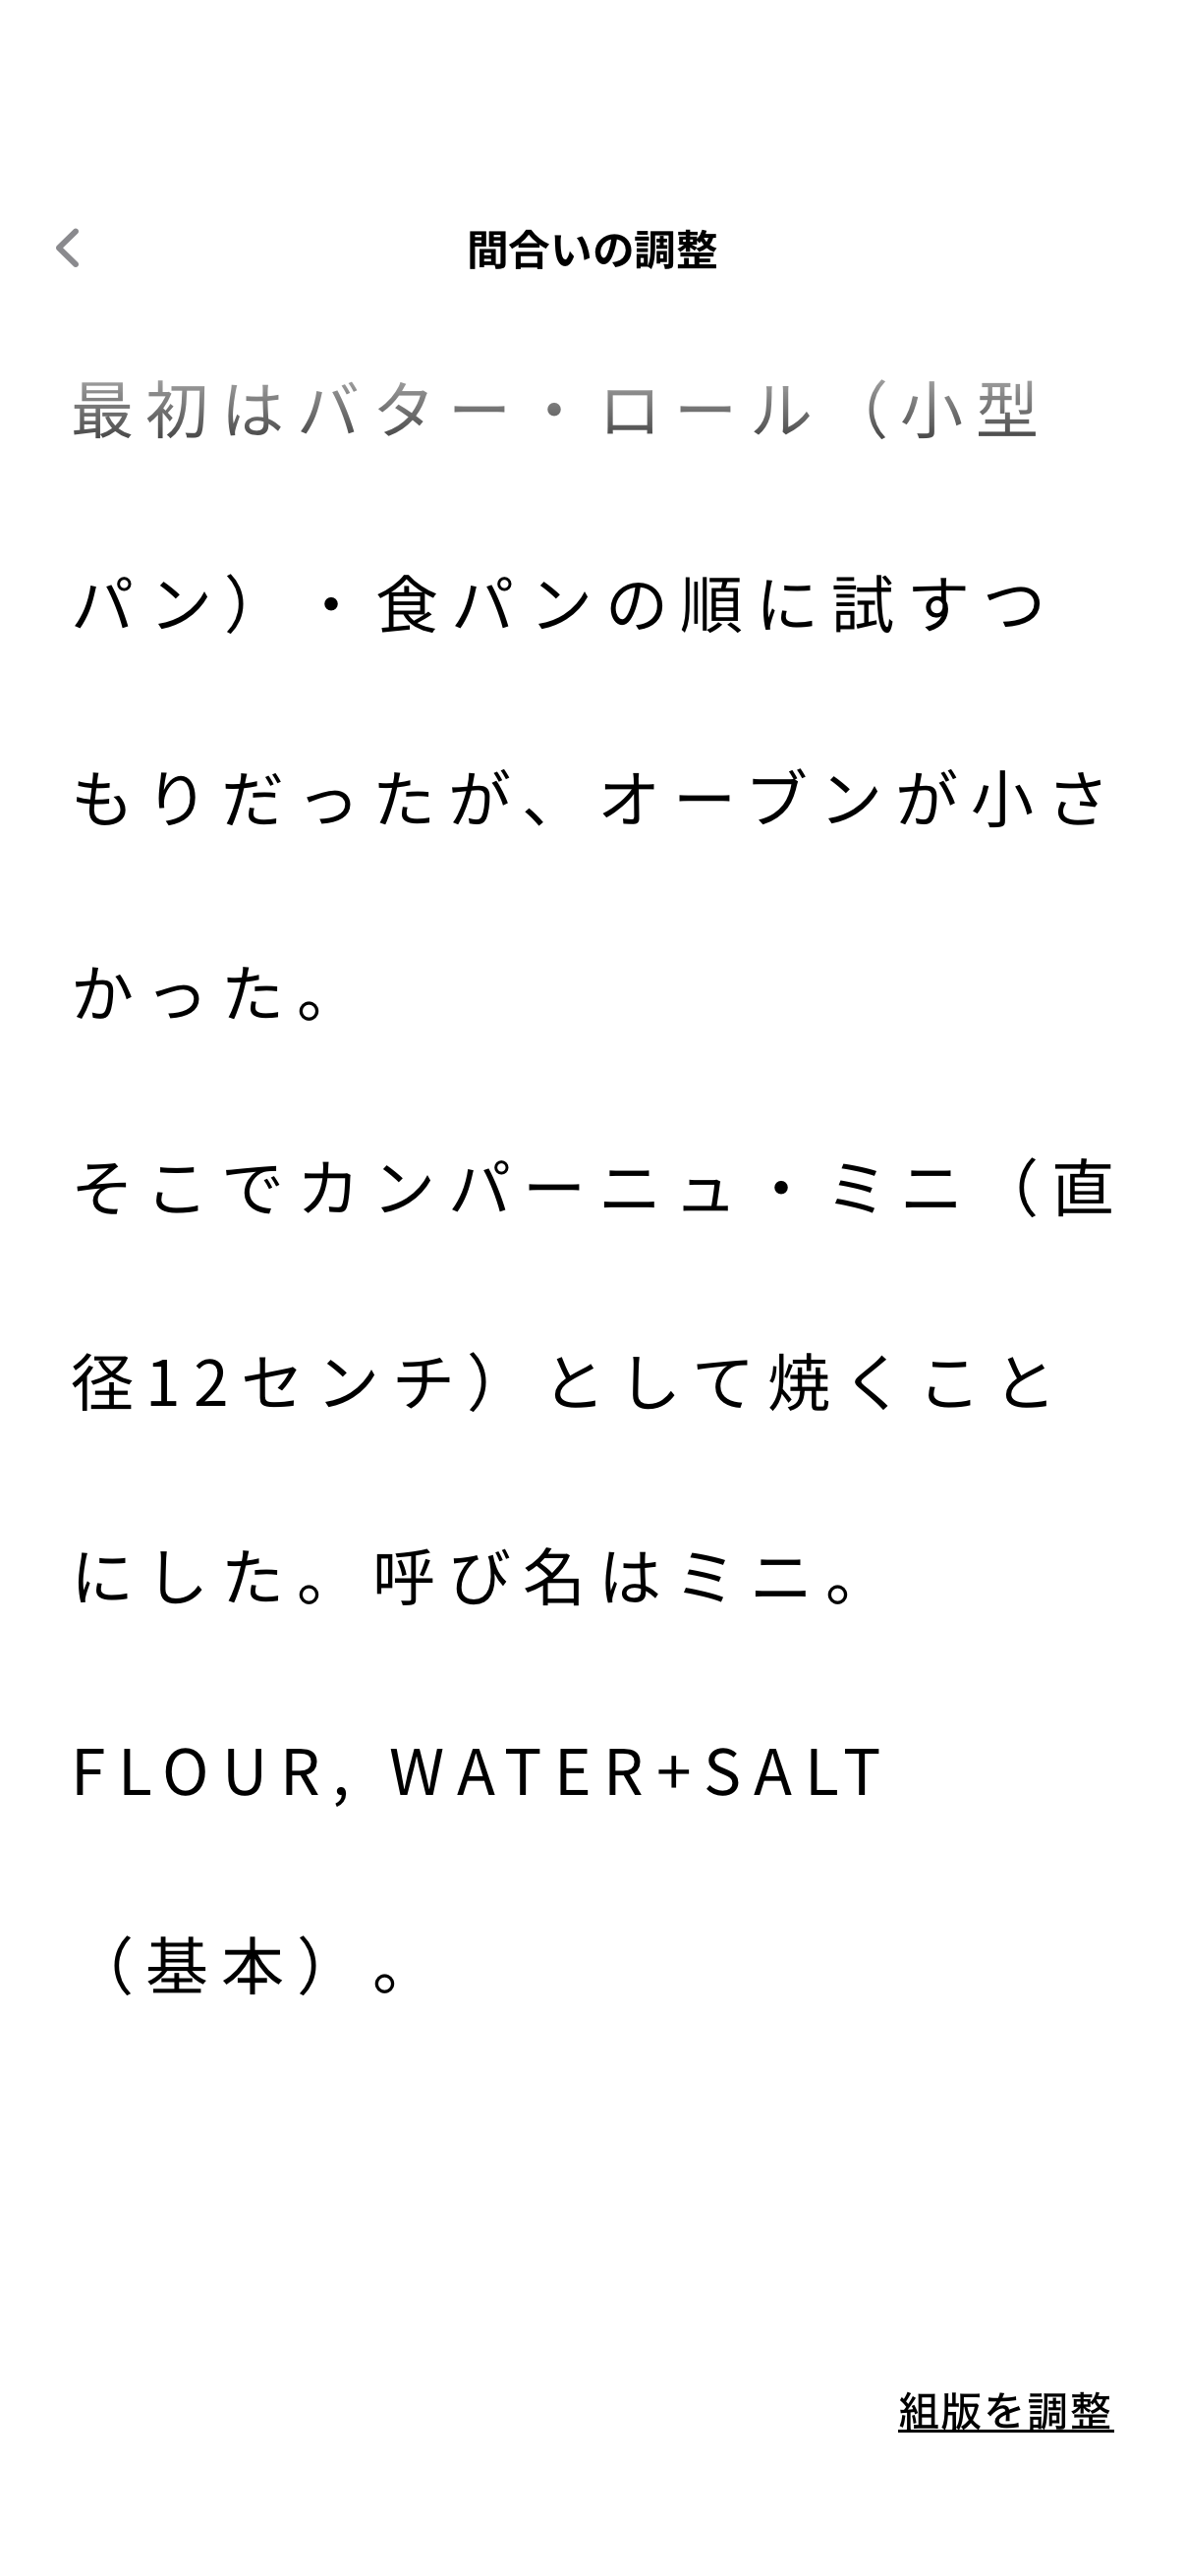 間合いの調整
最初はバター・ロール（小型
パン）・食パンの順に試すつ
もりだったが、オーブンが小さ
かった。
そこでカンパーニュ・ミニ（直
径12センチ）として焼くこと
にした。呼び名はミニ。
FLOUR, WATER+SALT
（基本）。
組版を調整